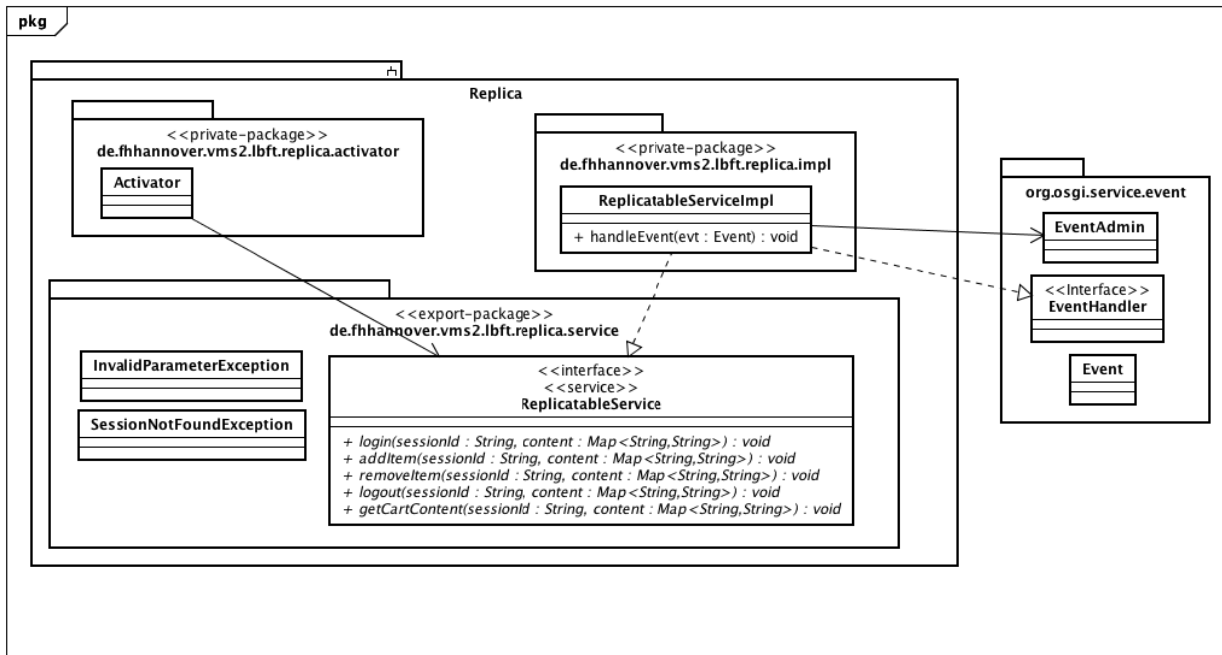 pkg
Replica
<<private-package>>
de.fhhannover.vms2.lbft.replica.activator
Activator
<<private-package>>
de.fhhannover.vms2.lbft.replica.impl
ReplicatableServiceImpl
+ handleEvent(evt : Event) : void
org.osgi.service.event
EventAdmin
<<Interface>>
EventHandler
Event
<<export-package>>
de.fhhannover.vms2.lbft.replica.service
InvalidParameterException
SessionNotFoundException
<<interface>>
<<service>>
ReplicatableService
+ login(sessionId : String, content : Map<String,String>) : void
+ addItem(sessionId : String, content : Map<String,String>) : void
+ removeItem(sessionId : String, content : Map<String,String>) : void
+ logout(sessionId : String, content : Map<String,String>) : void
+ getCartContent(sessionId : String, content : Map<String,String>) : void